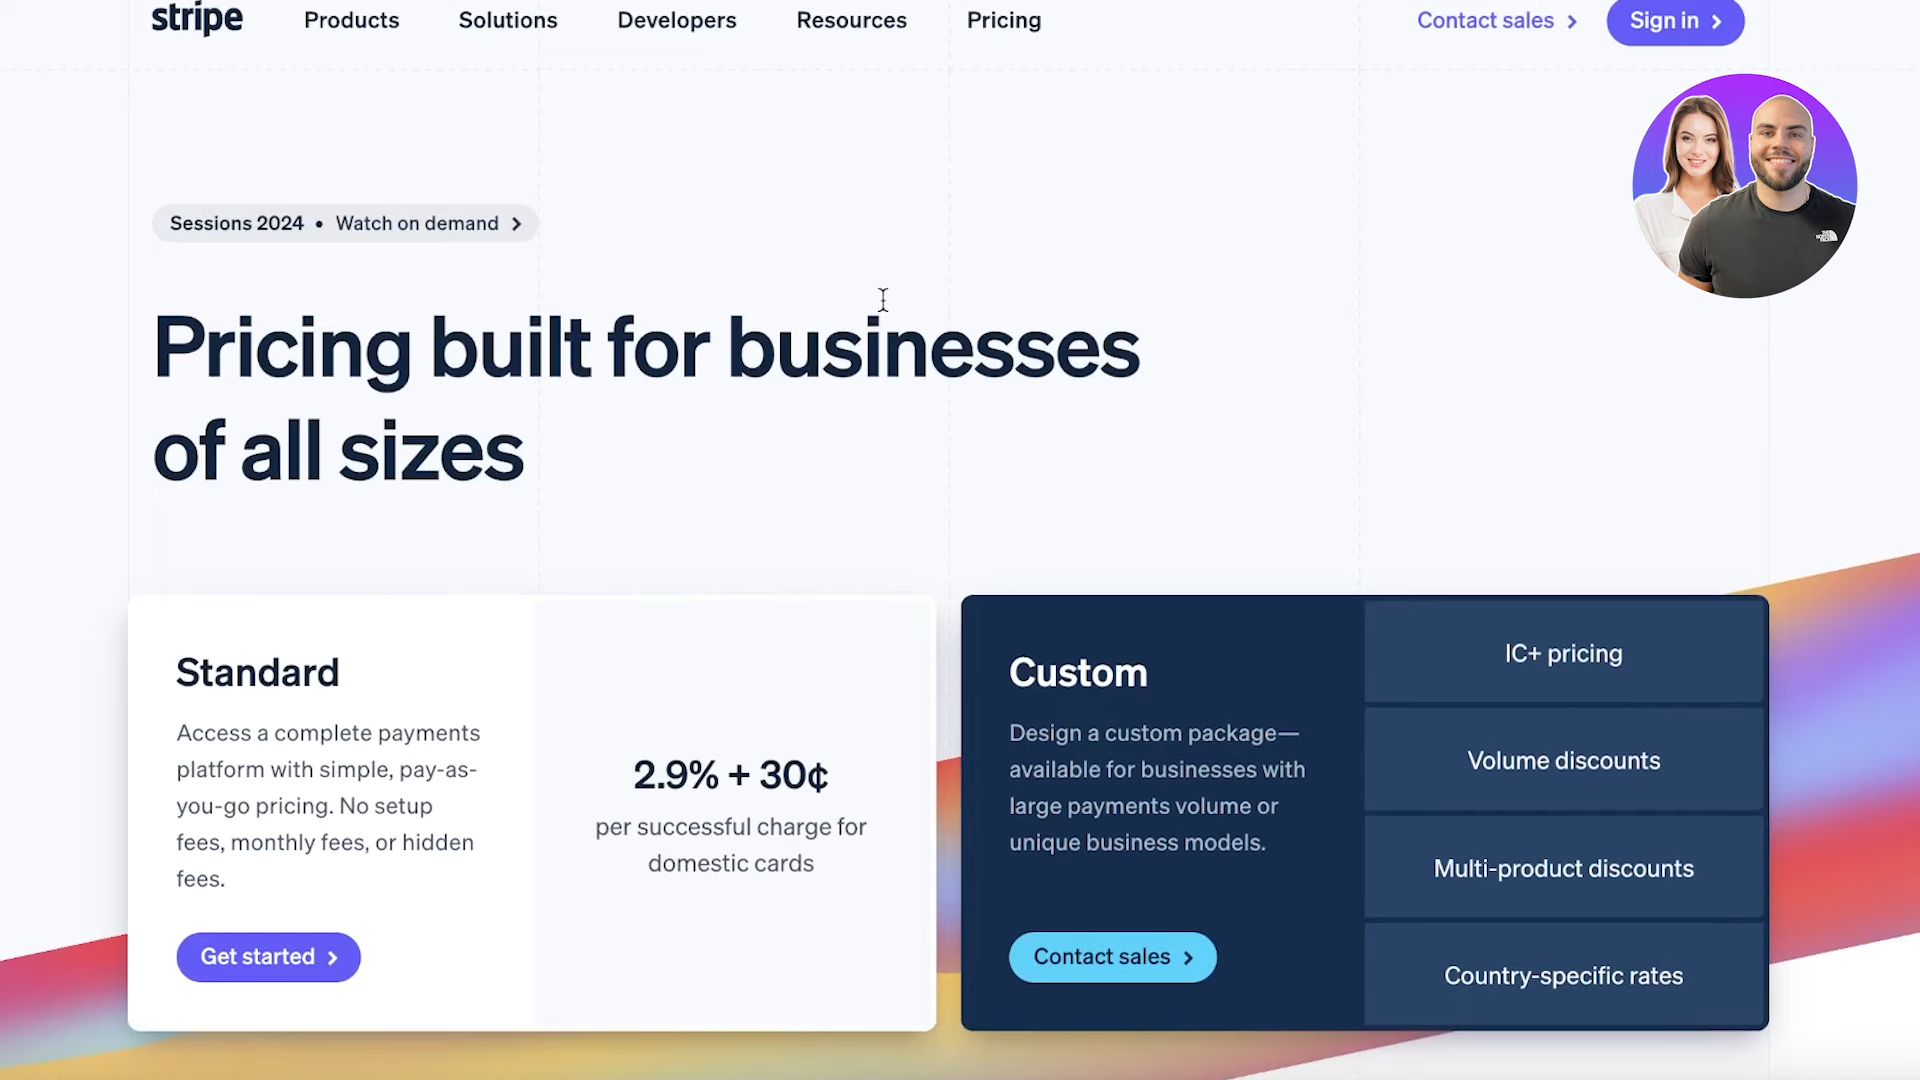 stripe Products Solutions Developers Resources Pricing Contact sales Sign in
Sessions 2024 • Watch on demand
Pricing built for businesses
of all sizes
Standard
Access a complete payments
platform with simple, pay-as-
you-go pricing. No setup
fees, monthly fees, or hidden
fees.
Get started
2.9% + 30¢
per successful charge for
domestic cards
Custom
Design a custom package—
available for businesses with
large payments volume or
unique business models.
Contact sales
IC+ pricing
Volume discounts
Multi-product discounts
Country-specific rates